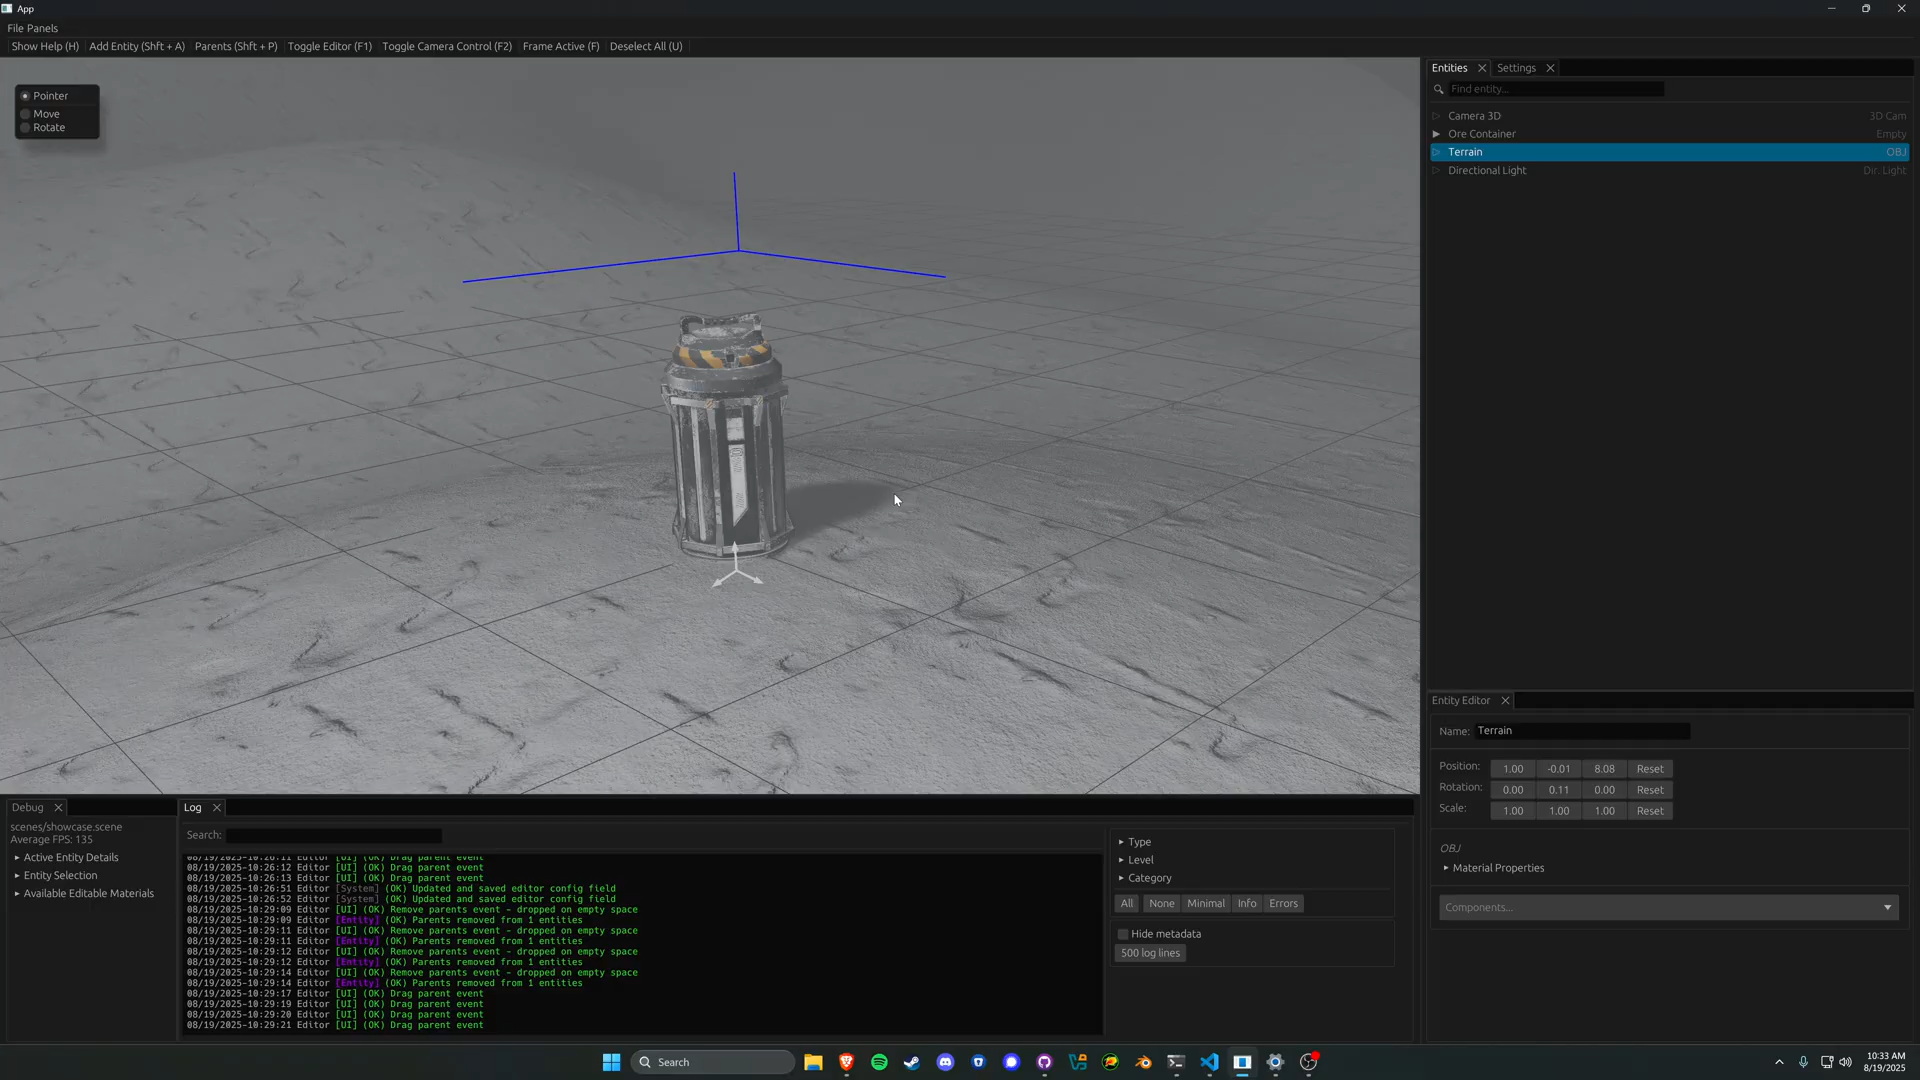 App
File Panels
Show Help (H) Add Entity (Shft + A) Parents (Shft + P) Toggle Editor (F1) Toggle Camera Control (F2) Frame Active (F) Deselect All (U)
Pointer
Move
Rotate
Entities Settings
Find entity...
Camera 3D 3D Cam
Ore Container Empty
Terrain OBJ
Directional Light Dir. Light
Entity Editor
Name: Terrain
Position: 1.00 -0.01 8.08 Reset
Rotation: 0.00 0.11 0.00 Reset
Scale: 1.00 1.00 1.00 Reset
OBJ
Material Properties
Components...
Debug
scenes/showcase.scene
Average FPS: 135
Active Entity Details
Entity Selection
Available Editable Materials
Log
Search:
08/19/2025-10:26:11 Editor [UI] (OK) Drag parent event
08/19/2025-10:26:12 Editor [UI] (OK) Drag parent event
08/19/2025-10:26:13 Editor [UI] (OK) Drag parent event
08/19/2025-10:26:51 Editor [System] (OK) Updated and saved editor config field
08/19/2025-10:26:52 Editor [System] (OK) Updated and saved editor config field
08/19/2025-10:29:09 Editor [UI] (OK) Remove parents event - dropped on empty space
08/19/2025-10:29:09 Editor [Entity] (OK) Parents removed from 1 entities
08/19/2025-10:29:11 Editor [UI] (OK) Remove parents event - dropped on empty space
08/19/2025-10:29:11 Editor [Entity] (OK) Parents removed from 1 entities
08/19/2025-10:29:12 Editor [UI] (OK) Remove parents event - dropped on empty space
08/19/2025-10:29:12 Editor [Entity] (OK) Parents removed from 1 entities
08/19/2025-10:29:14 Editor [UI] (OK) Remove parents event - dropped on empty space
08/19/2025-10:29:14 Editor [Entity] (OK) Parents removed from 1 entities
08/19/2025-10:29:17 Editor [UI] (OK) Drag parent event
08/19/2025-10:29:19 Editor [UI] (OK) Drag parent event
08/19/2025-10:29:20 Editor [UI] (OK) Drag parent event
08/19/2025-10:29:21 Editor [UI] (OK) Drag parent event
Type
Level
Category
All None Minimal Info Errors
Hide metadata
500 log lines
Search
10:33 AM
8/19/2025